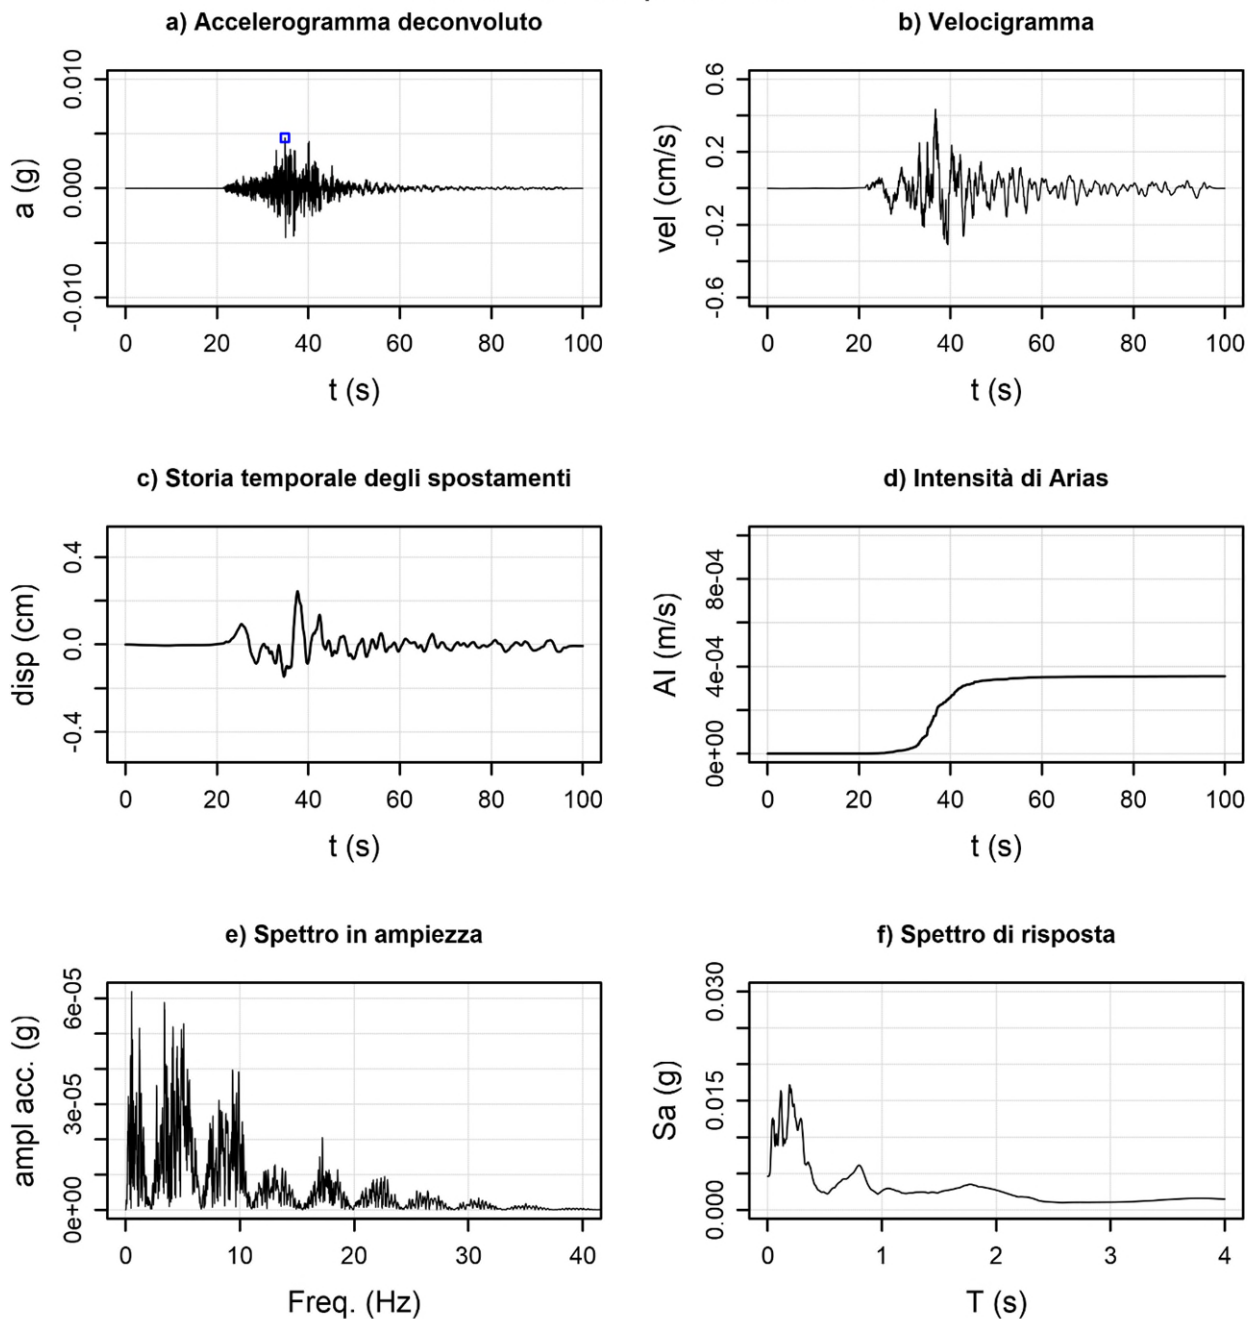 a) Accelerogramma deconvoluto
a (g)
0.010
0.000
-0.010
0 20 40 60 80 100
t (s)
b) Velocigramma
vel (cm/s)
0.6
0.2
-0.2
-0.6
0 20 40 60 80 100
t (s)
c) Storia temporale degli spostamenti
disp (cm)
0.4
0.0
-0.4
0 20 40 60 80 100
t (s)
d) Intensità di Arias
AI (m/s)
8e-04
4e-04
0e+00
0 20 40 60 80 100
t (s)
e) Spettro in ampiezza
ampl acc. (g)
6e-05
3e-05
0e+00
0 10 20 30 40
Freq. (Hz)
f) Spettro di risposta
Sa (g)
0.030
0.015
0.000
0 1 2 3 4
T (s)